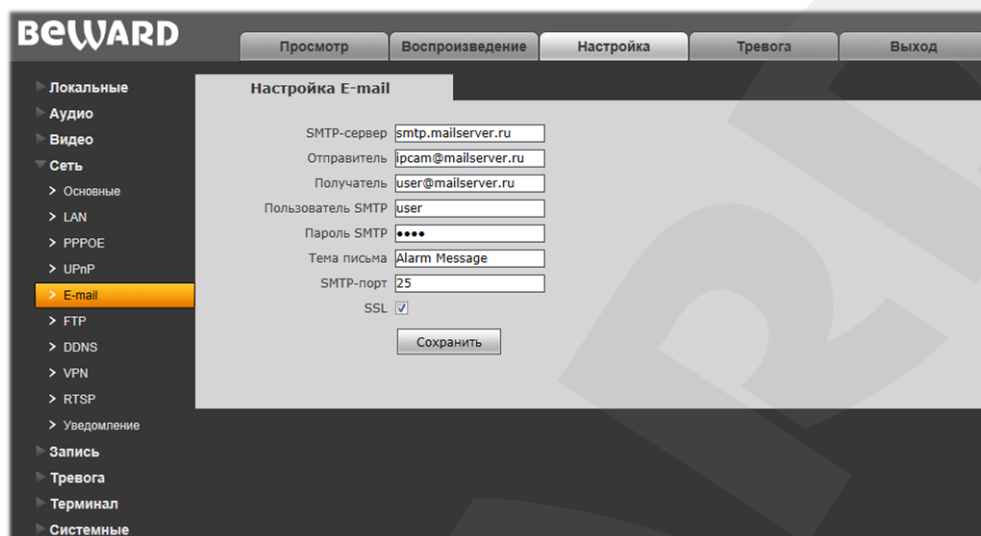 BEWARD
Просмотр
Воспроизведение
Настройка
Тревога
Выход
Локальные
Аудио
Видео
Сеть
Основные
LAN
PPPOE
UPnP
E-mail
FTP
DDNS
VPN
RTSP
Уведомление
Запись
Тревога
Терминал
Системные
Настройка E-mail
SMTP-сервер smtp.mailserver.ru
Отправитель ipcam@mailserver.ru
Получатель user@mailserver.ru
Пользователь SMTP user
Пароль SMTP ●●●●
Тема письма Alarm Message
SMTP-порт 25
SSL
Сохранить